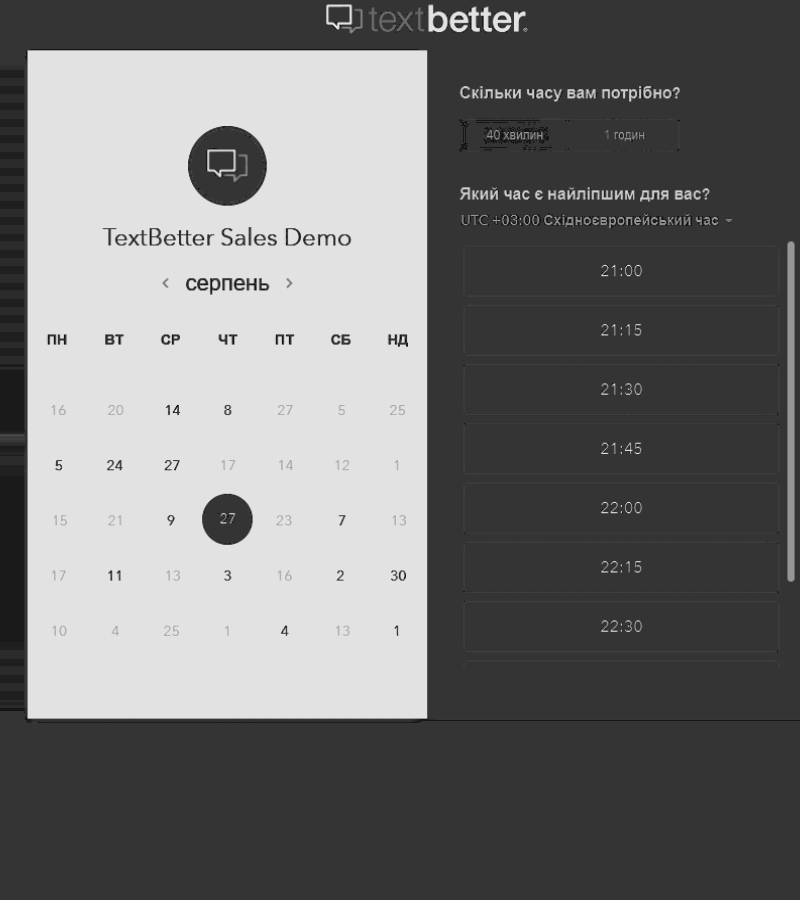 textbetter.
TextBetter Sales Demo
< серпень >
ПН ВТ СР ЧТ ПТ СБ НД
16 20 14 8 27 5 25
5 24 27 17 14 12 1
15 21 9 27 23 7 13
17 11 13 3 16 2 30
10 4 25 1 4 13 1
Скільки часу вам потрібно?
40 хвилин 1 годин
Який час є найліпшим для вас?
UTC +03:00 Східноєвропейський час
21:00
21:15
21:30
21:45
22:00
22:15
22:30